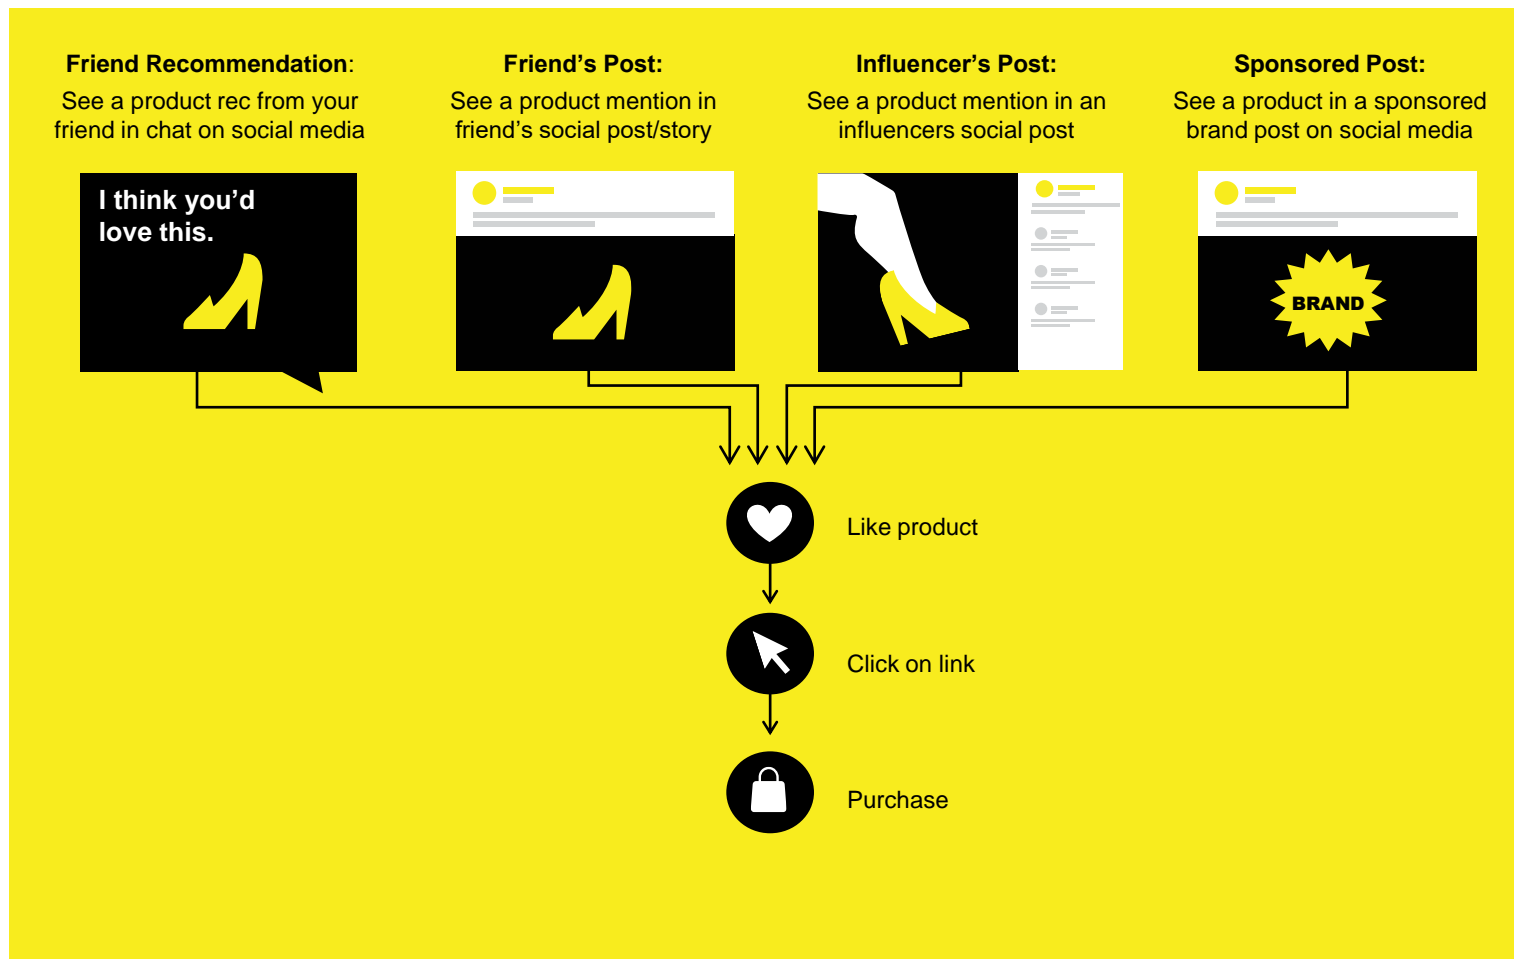 Friend Recommendation:
See a product rec from your
friend in chat on social media
I think you’d
love this.
Friend’s Post:
See a product mention in
friend’s social post/story
Influencer’s Post:
See a product mention in an
influencers social post
Sponsored Post:
See a product in a sponsored
brand post on social media
BRAND
Like product
Click on link
Purchase